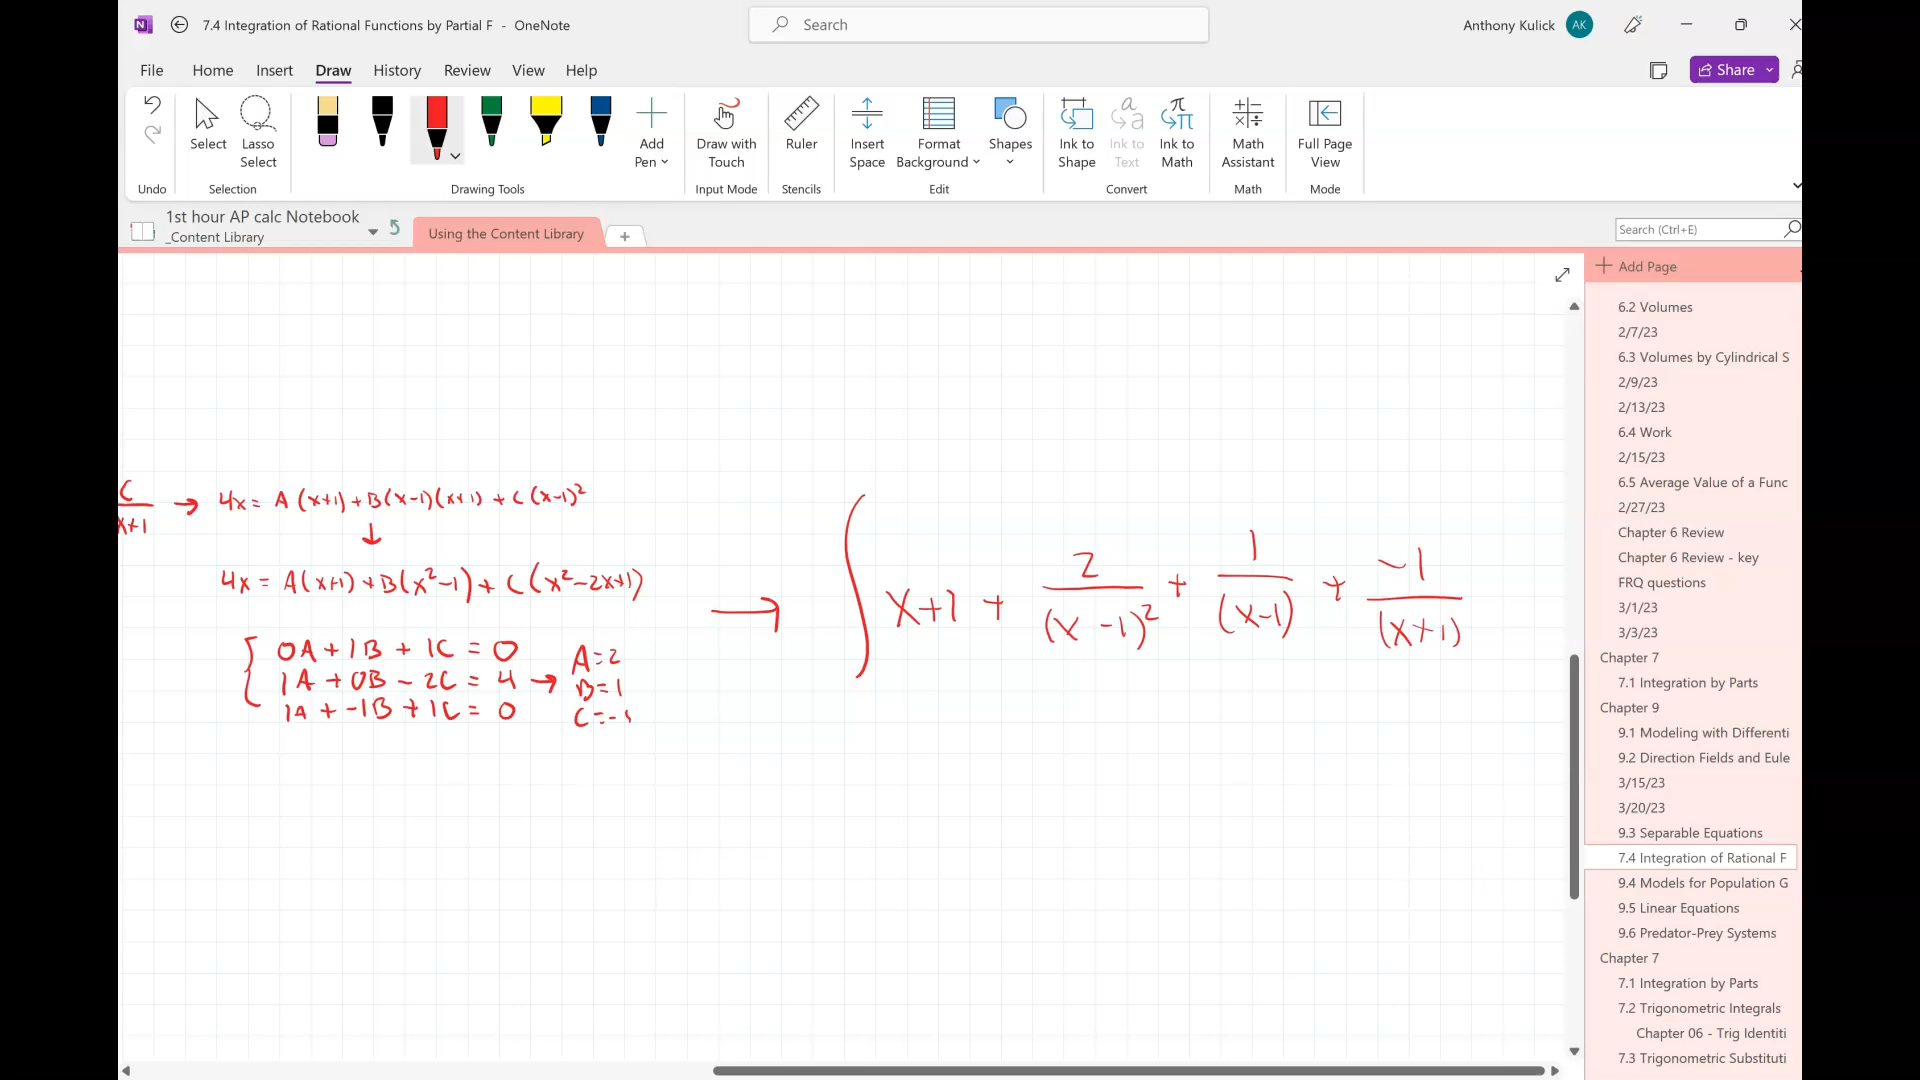 7.4 Integration of Rational Functions by Partial F - OneNote
Search
Anthony Kulick AK
File Home Insert Draw History Review View Help
Share
Undo
Select
Lasso Select
Add Pen
Draw with Touch
Ruler
Insert Space
Format Background
Shapes
Ink to Shape
Ink to Text
Ink to Math
Math Assistant
Full Page View
Selection Drawing Tools Input Mode Stencils Edit Convert Math Mode
1st hour AP calc Notebook
_Content Library
Using the Content Library
Search (Ctrl+E)
Add Page
6.2 Volumes
2/7/23
6.3 Volumes by Cylindrical S
2/9/23
2/13/23
6.4 Work
2/15/23
6.5 Average Value of a Func
2/27/23
Chapter 6 Review
Chapter 6 Review - key
FRQ questions
3/1/23
3/3/23
Chapter 7
7.1 Integration by Parts
Chapter 9
9.1 Modeling with Differenti
9.2 Direction Fields and Eule
3/15/23
3/20/23
9.3 Separable Equations
7.4 Integration of Rational F
9.4 Models for Population G
9.5 Linear Equations
9.6 Predator-Prey Systems
Chapter 7
7.1 Integration by Parts
7.2 Trigonometric Integrals
Chapter 06 - Trig Identiti
7.3 Trigonometric Substituti
C/x+1 → 4x = A(x+1)+B(x-1)(x+1)+C(x-1)²
↓
4x = A(x+1)+B(x²-1)+C(x²-2x+1)
0A+1B+1C=0
1A+0B-2C=4 →
1A+-1B+1C=0
A=2
B=1
C=-1
→ ∫ x+1 + 2/(x-1)² + 1/(x-1) + -1/(x+1)